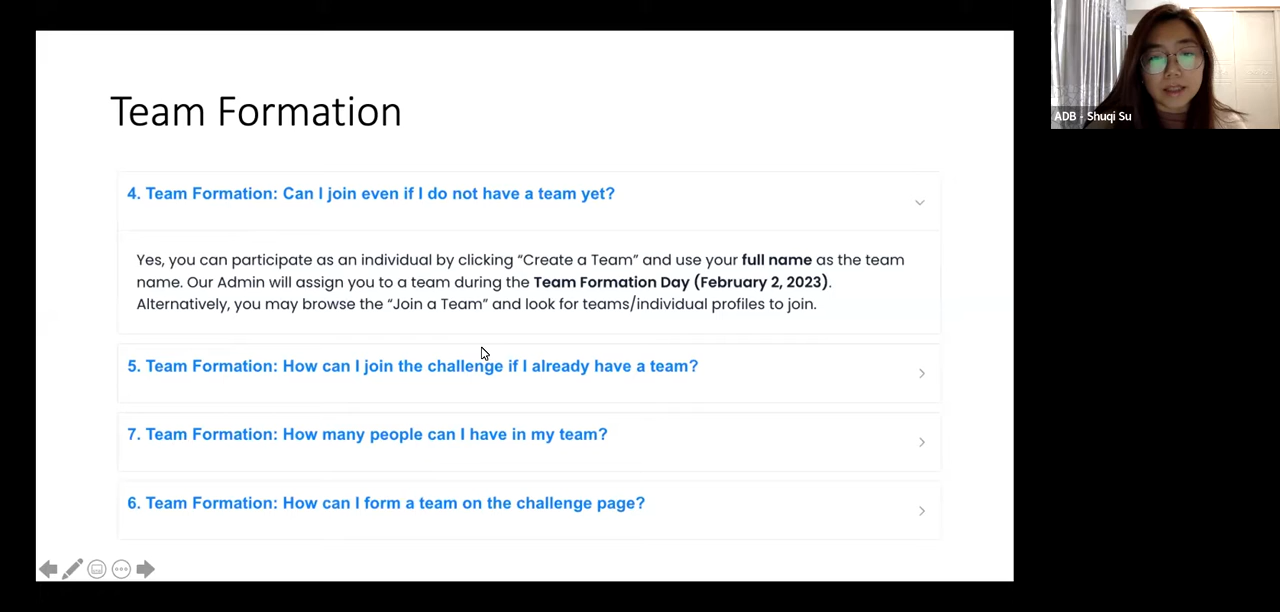 Team Formation
4. Team Formation: Can I join even if I do not have a team yet?
Yes, you can participate as an individual by clicking “Create a Team” and use your full name as the team
name. Our Admin will assign you to a team during the Team Formation Day (February 2, 2023).
Alternatively, you may browse the “Join a Team” and look for teams/individual profiles to join.
5. Team Formation: How can I join the challenge if I already have a team?
7. Team Formation: How many people can I have in my team?
6. Team Formation: How can I form a team on the challenge page?
ADB - Shuqi Su